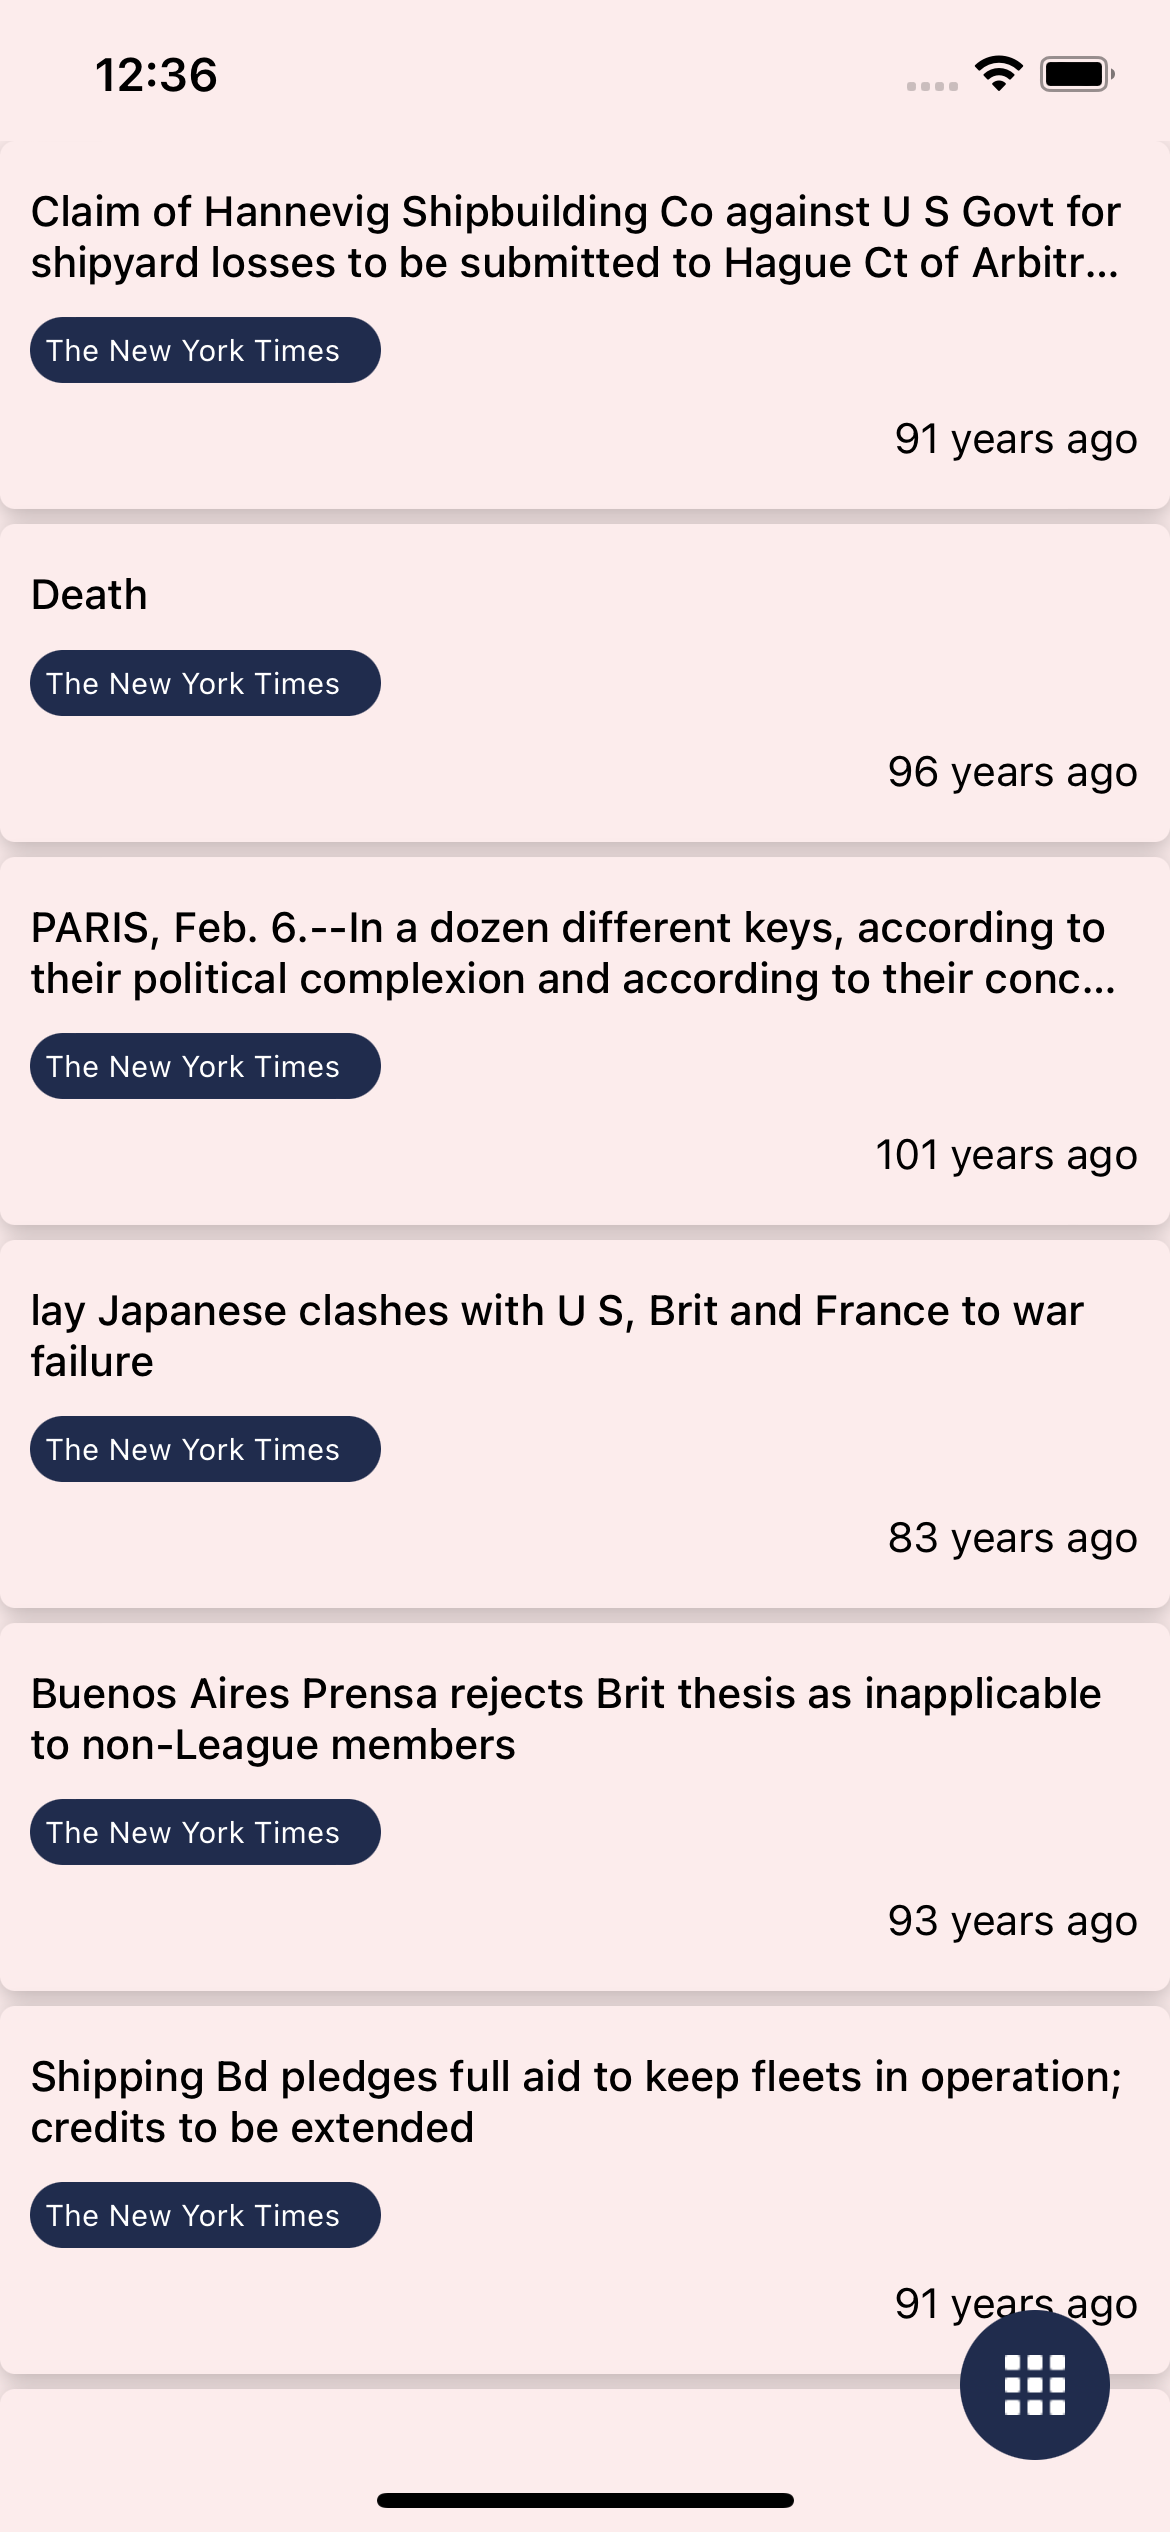 12:36
Claim of Hannevig Shipbuilding Co against U S Govt for
shipyard losses to be submitted to Hague Ct of Arbitr...
The New York Times
91 years ago
Death
The New York Times
96 years ago
PARIS, Feb. 6.--In a dozen different keys, according to
their political complexion and according to their conc...
The New York Times
101 years ago
lay Japanese clashes with U S, Brit and France to war
failure
The New York Times
83 years ago
Buenos Aires Prensa rejects Brit thesis as inapplicable
to non-League members
The New York Times
93 years ago
Shipping Bd pledges full aid to keep fleets in operation;
credits to be extended
The New York Times
91 years ago